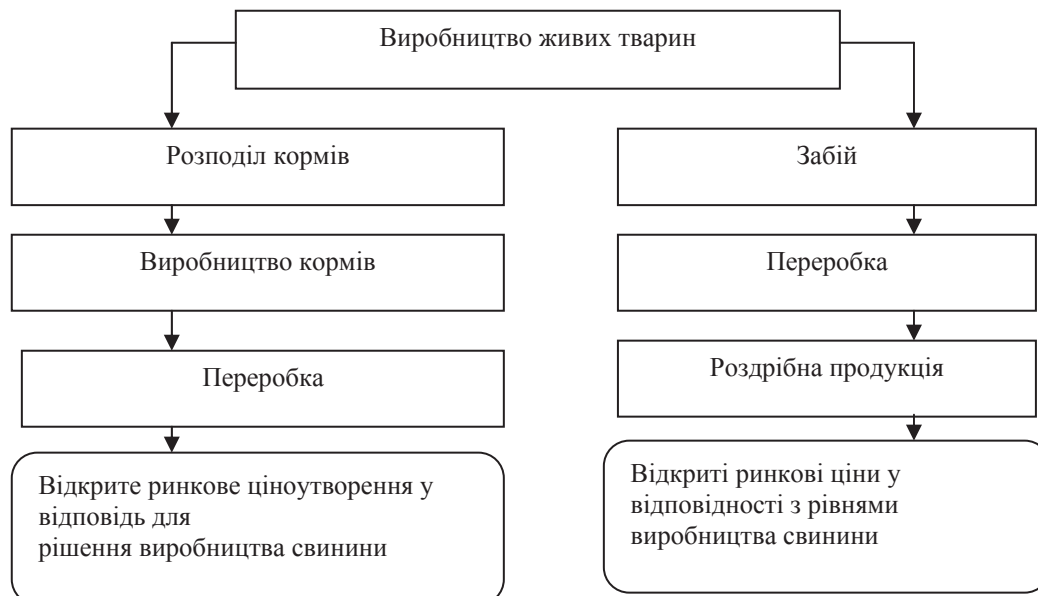 Виробництво живих тварин
Розподіл кормів
Виробництво кормів
Переробка
Відкрите ринкове ціноутворення у
відповідь для
рішення виробництва свинини
Забій
Переробка
Роздрібна продукція
Відкриті ринкові ціни у
відповідності з рівнями
виробництва свинини